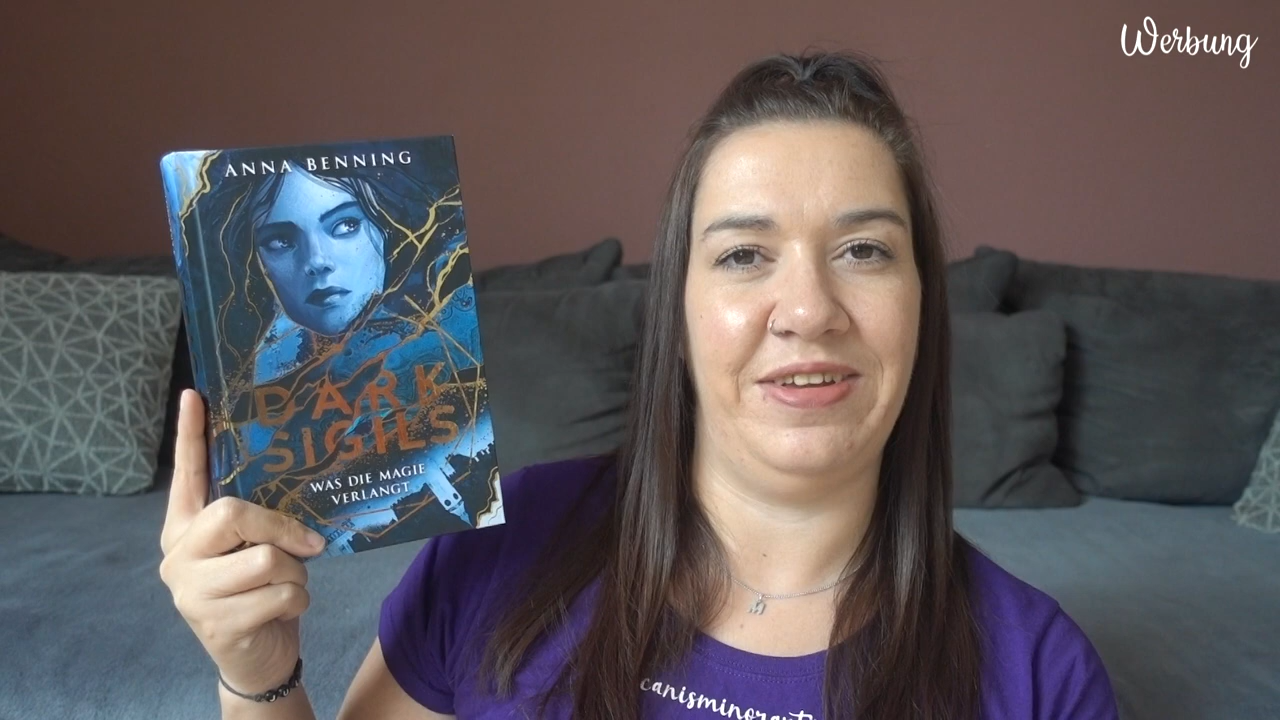 Werbung
ANNA BENNING
DARK
SIGILS
WAS DIE MAGIE
VERLANGT